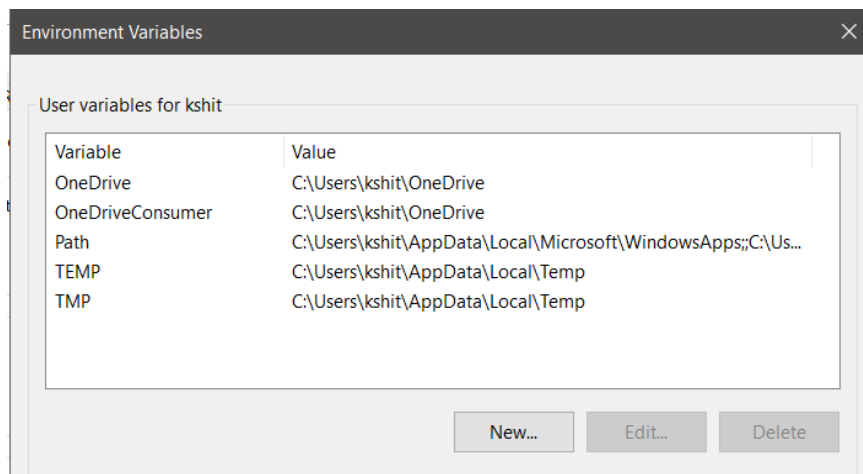 Environment Variables
User variables for kshit
Variable Value
OneDrive C:\Users\kshit\OneDrive
OneDriveConsumer C:\Users\kshit\OneDrive
Path C:\Users\kshit\AppData\Local\Microsoft\WindowsApps;;C:\Us...
TEMP C:\Users\kshit\AppData\Local\Temp
TMP C:\Users\kshit\AppData\Local\Temp
New... Edit... Delete